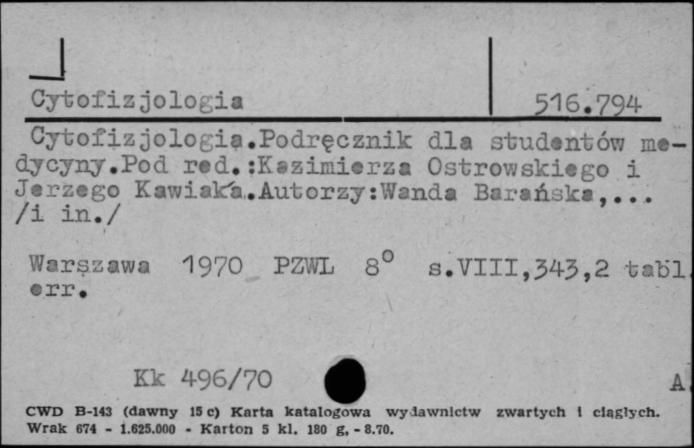 Cytofizjologia 516.794
Cytofizjologia.Podręcznik dla studentów me-
dycyny.Pod red.:Kazimierza Ostrowskiego i
Jerzego Kawiaka.Autorzy:Wanda Barańska,...
/i in./
Warszawa 1970 PZWL 8° s.VIII,343,2 tabl.
err.
Kk 496/70 A.
CWD B-143 (dawny 15 c) Karta katalogowa wydawnictw zwartych i ciągłych.
Wrak 674 - 1.625.000 - Karton 5 kl. 180 g, - 8.70.